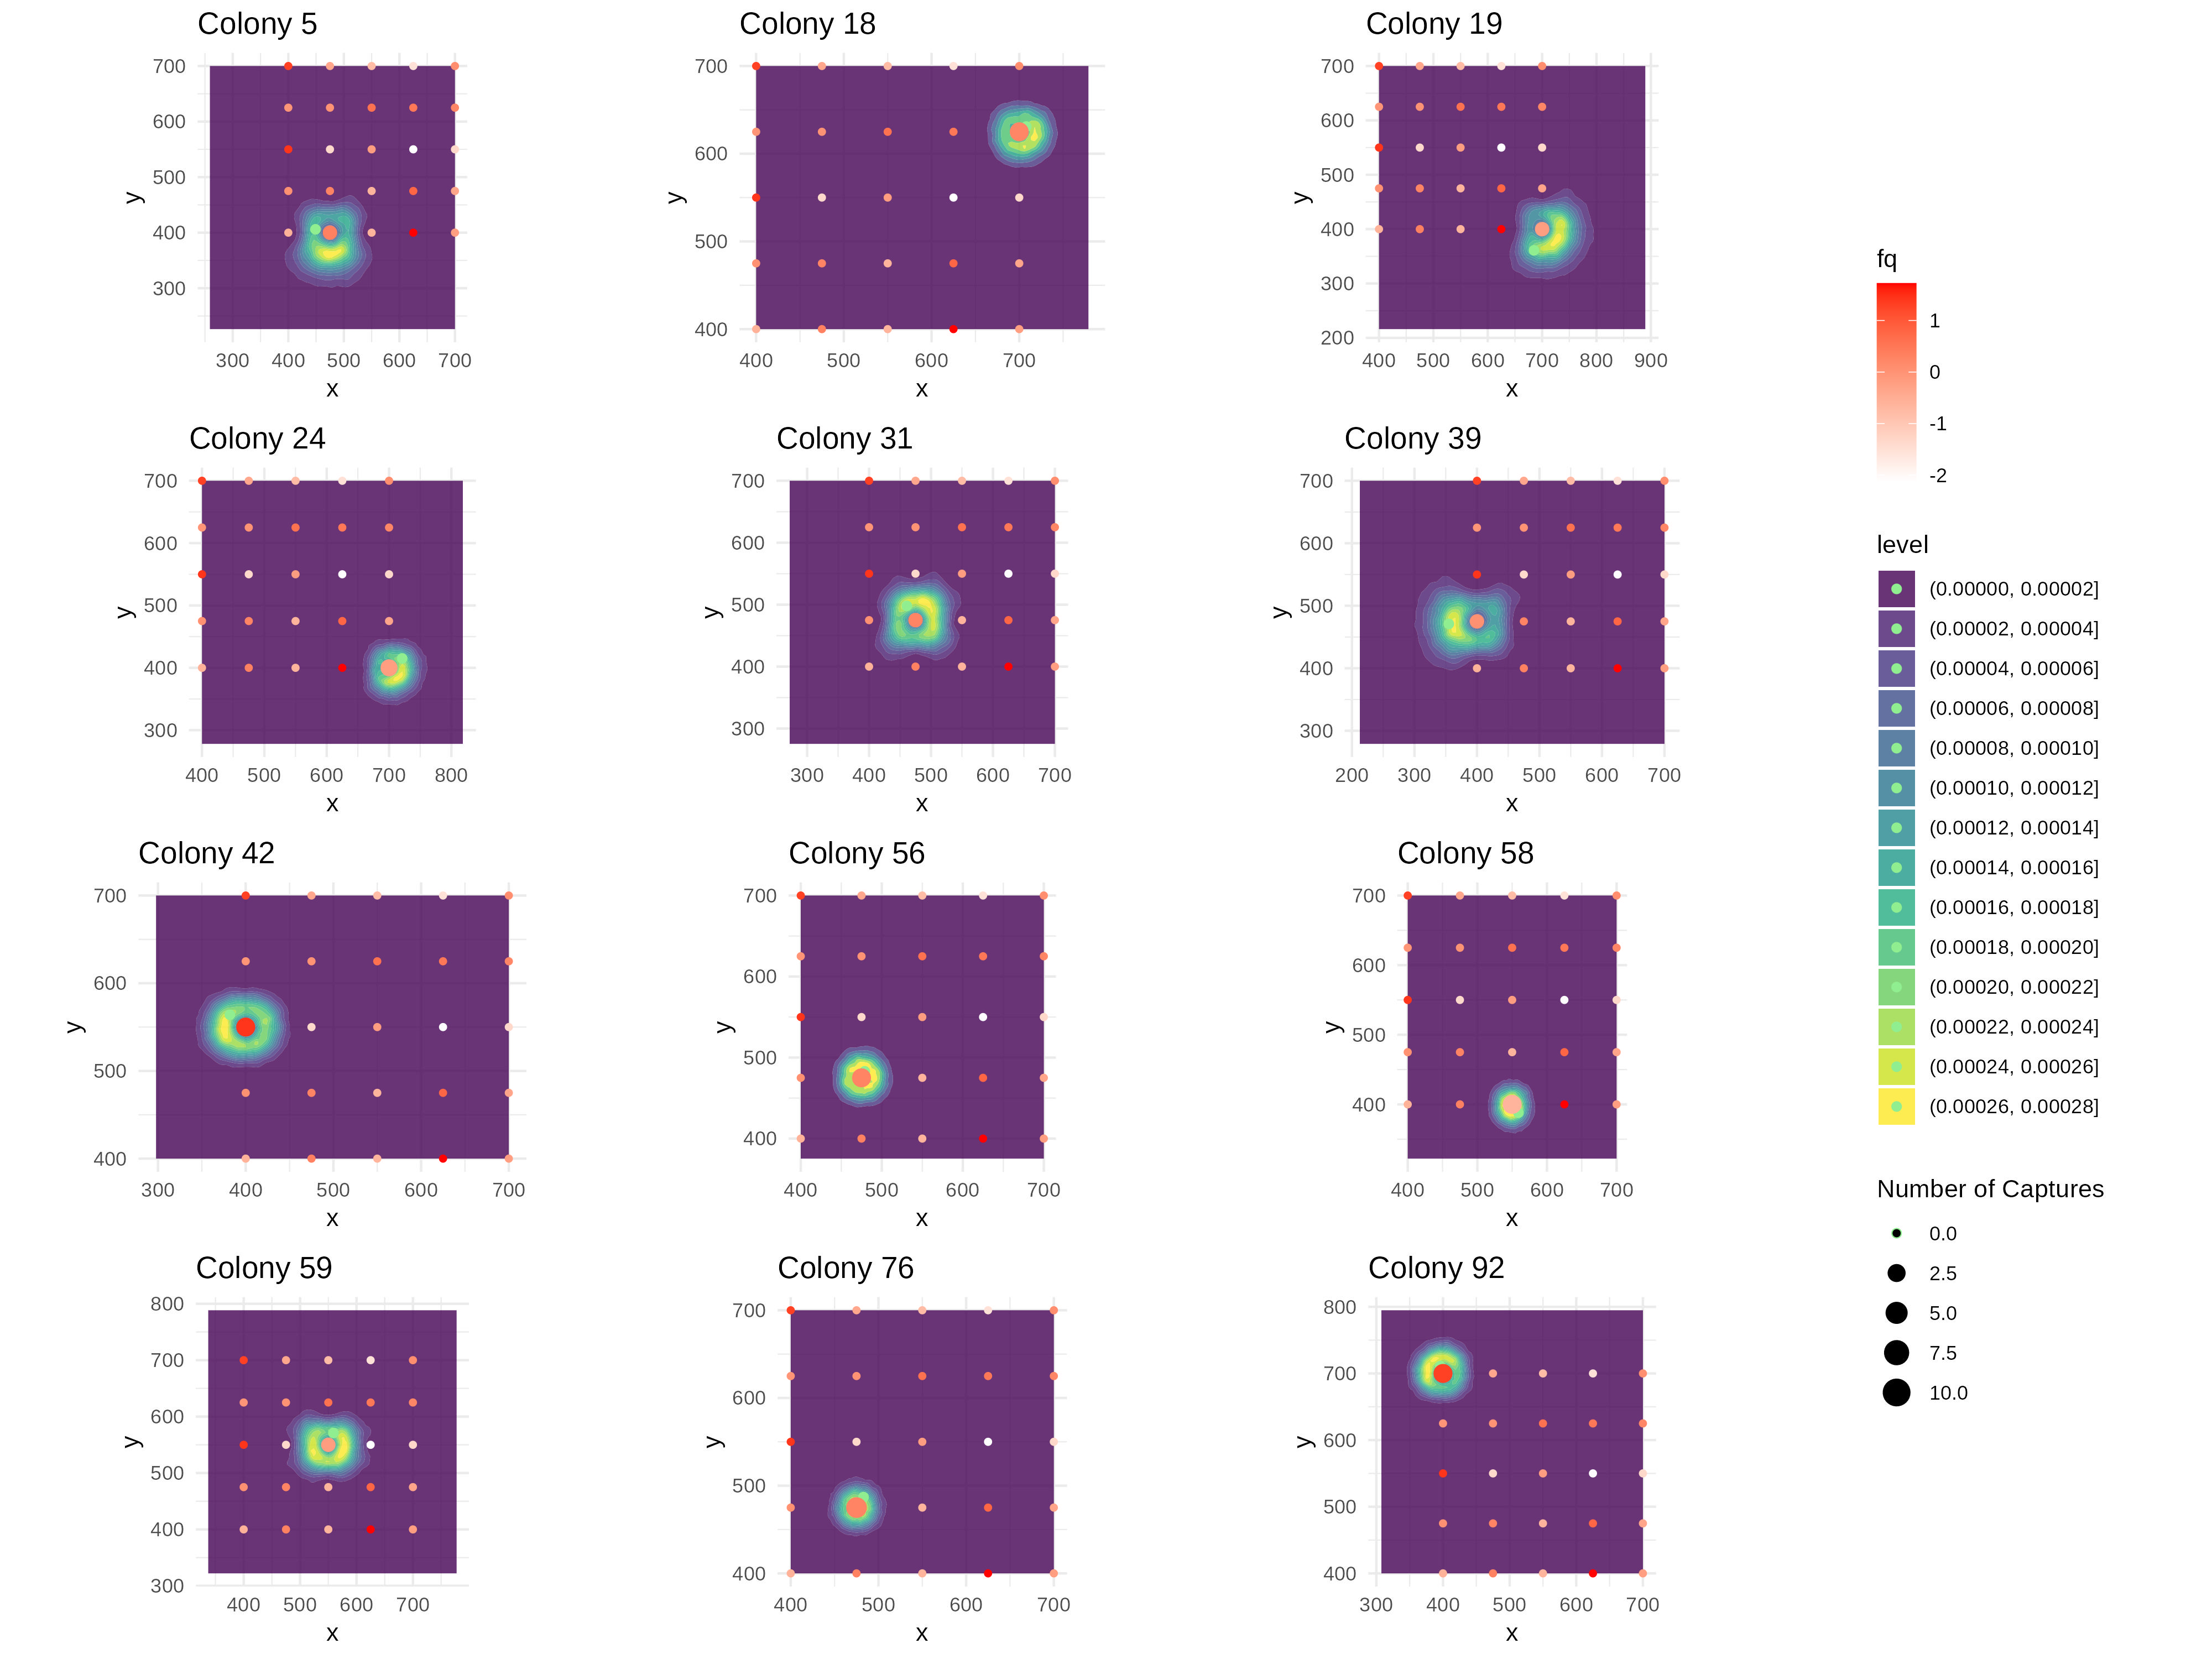 Colony 5
700
600
500
400
300
300 400 500 600 700
x
y
Colony 18
700
600
500
400
400 500 600 700
x
y
Colony 19
700
600
500
400
300
200
400 500 600 700 800 900
x
y
Colony 24
700
600
500
400
300
400 500 600 700 800
x
y
Colony 31
700
600
500
400
300
300 400 500 600 700
x
y
Colony 39
700
600
500
400
300
200 300 400 500 600 700
x
y
Colony 42
700
600
500
400
300 400 500 600 700
x
y
Colony 56
700
600
500
400
400 500 600 700
x
y
Colony 58
700
600
500
400
400 500 600 700
x
y
Colony 59
800
700
600
500
400
300
400 500 600 700
x
y
Colony 76
700
600
500
400
400 500 600 700
x
y
Colony 92
800
700
600
500
400
300 400 500 600 700
x
y
fq
1
0
-1
-2
level
(0.00000, 0.00002]
(0.00002, 0.00004]
(0.00004, 0.00006]
(0.00006, 0.00008]
(0.00008, 0.00010]
(0.00010, 0.00012]
(0.00012, 0.00014]
(0.00014, 0.00016]
(0.00016, 0.00018]
(0.00018, 0.00020]
(0.00020, 0.00022]
(0.00022, 0.00024]
(0.00024, 0.00026]
(0.00026, 0.00028]
Number of Captures
0.0
2.5
5.0
7.5
10.0